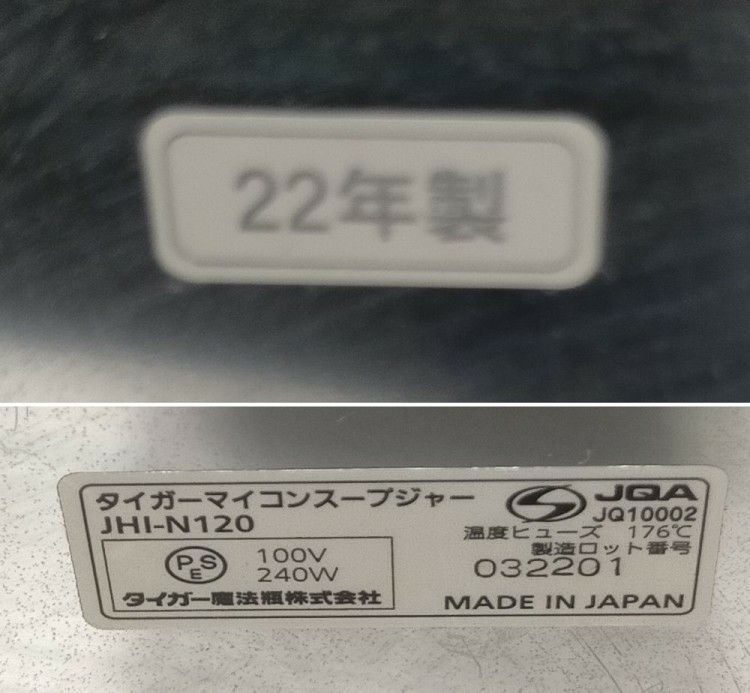 22年製
タイガーマイコンスープジャー
JHI-N120
JQA
JQ10002
温度ヒューズ 176℃
製造ロット番号
032201
PSE
100V
240W
タイガー魔法瓶株式会社
MADE IN JAPAN